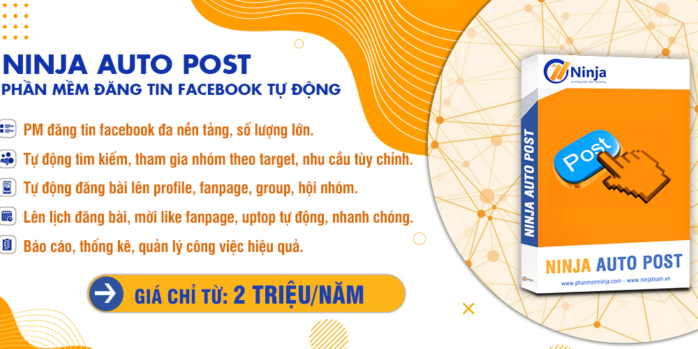 NINJA AUTO POST
PHẦN MỀM ĐĂNG TIN FACEBOOK TỰ ĐỘNG
PM đăng tin facebook đa nền tảng, số lượng lớn.
Tự động tìm kiếm, tham gia nhóm theo target, nhu cầu tùy chỉnh.
Tự động đăng bài lên profile, fanpage, group, hội nhóm.
Lên lịch đăng bài, mời like fanpage, uptop tự động, nhanh chóng.
Báo cáo, thống kê, quản lý công việc hiệu quả.
GIÁ CHỈ TỪ: 2 TRIỆU/NĂM
Ninja
NINJA AUTO POST
Post
NINJA AUTO POST
www.phanmemninja.com - www.ninjateam.vn